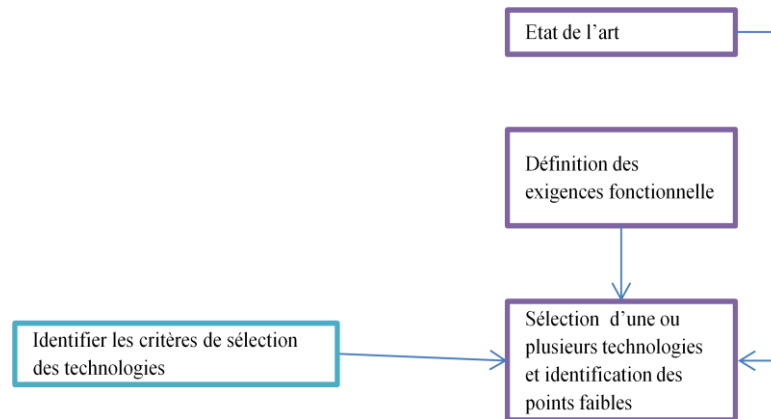 Etat de l’art
Définition des
exigences fonctionnelle
Identifier les critères de sélection
des technologies
Sélection d’une ou
plusieurs technologies
et identification des
points faibles